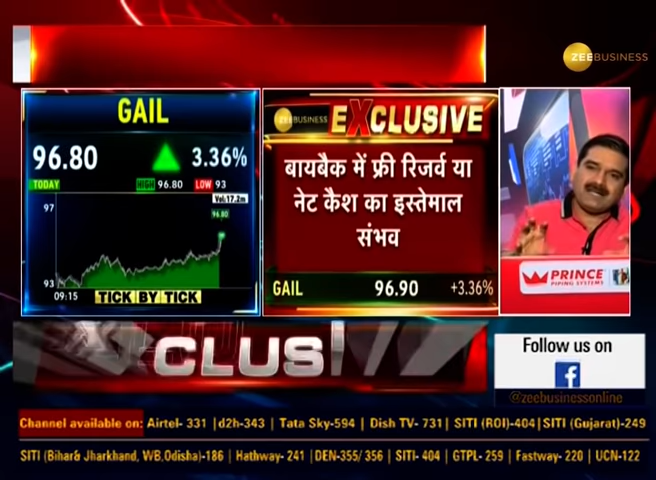 ZEE BUSINESS
GAIL
96.80 3.36%
TODAY HIGH 96.80 LOW 93
Vol:17.2m
97
96.80
93
09:15 TICK BY TICK
ZEE BUSINESS EXCLUSIVE
बायबैक में फ्री रिजर्व या
नेट कैश का इस्तेमाल
संभव
GAIL 96.90 +3.36%
PRINCE
PIPING SYSTEMS
CLUSI
Follow us on
f
@zeebusinessonline
Channel available on: Airtel- 331 | d2h-343 | Tata Sky-594 | Dish TV- 731| SITI (ROI)-404|SITI (Gujarat)-249
SITI (Bihar& Jharkhand, WB,Odisha)-186 | Hathway- 241 |DEN-355/ 356 | SITI- 404 | GTPL- 259 | Fastway- 220 | UCN-122